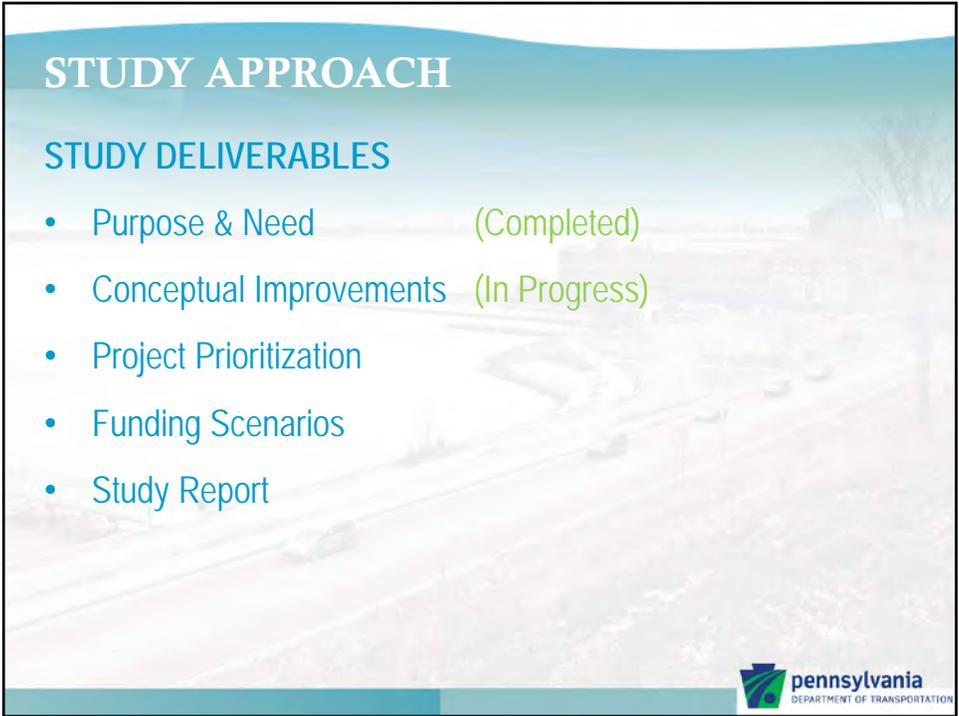 STUDY APPROACH
STUDY DELIVERABLES
• Purpose & Need (Completed)
• Conceptual Improvements (In Progress)
• Project Prioritization
• Funding Scenarios
• Study Report
pennsylvania
DEPARTMENT OF TRANSPORTATION